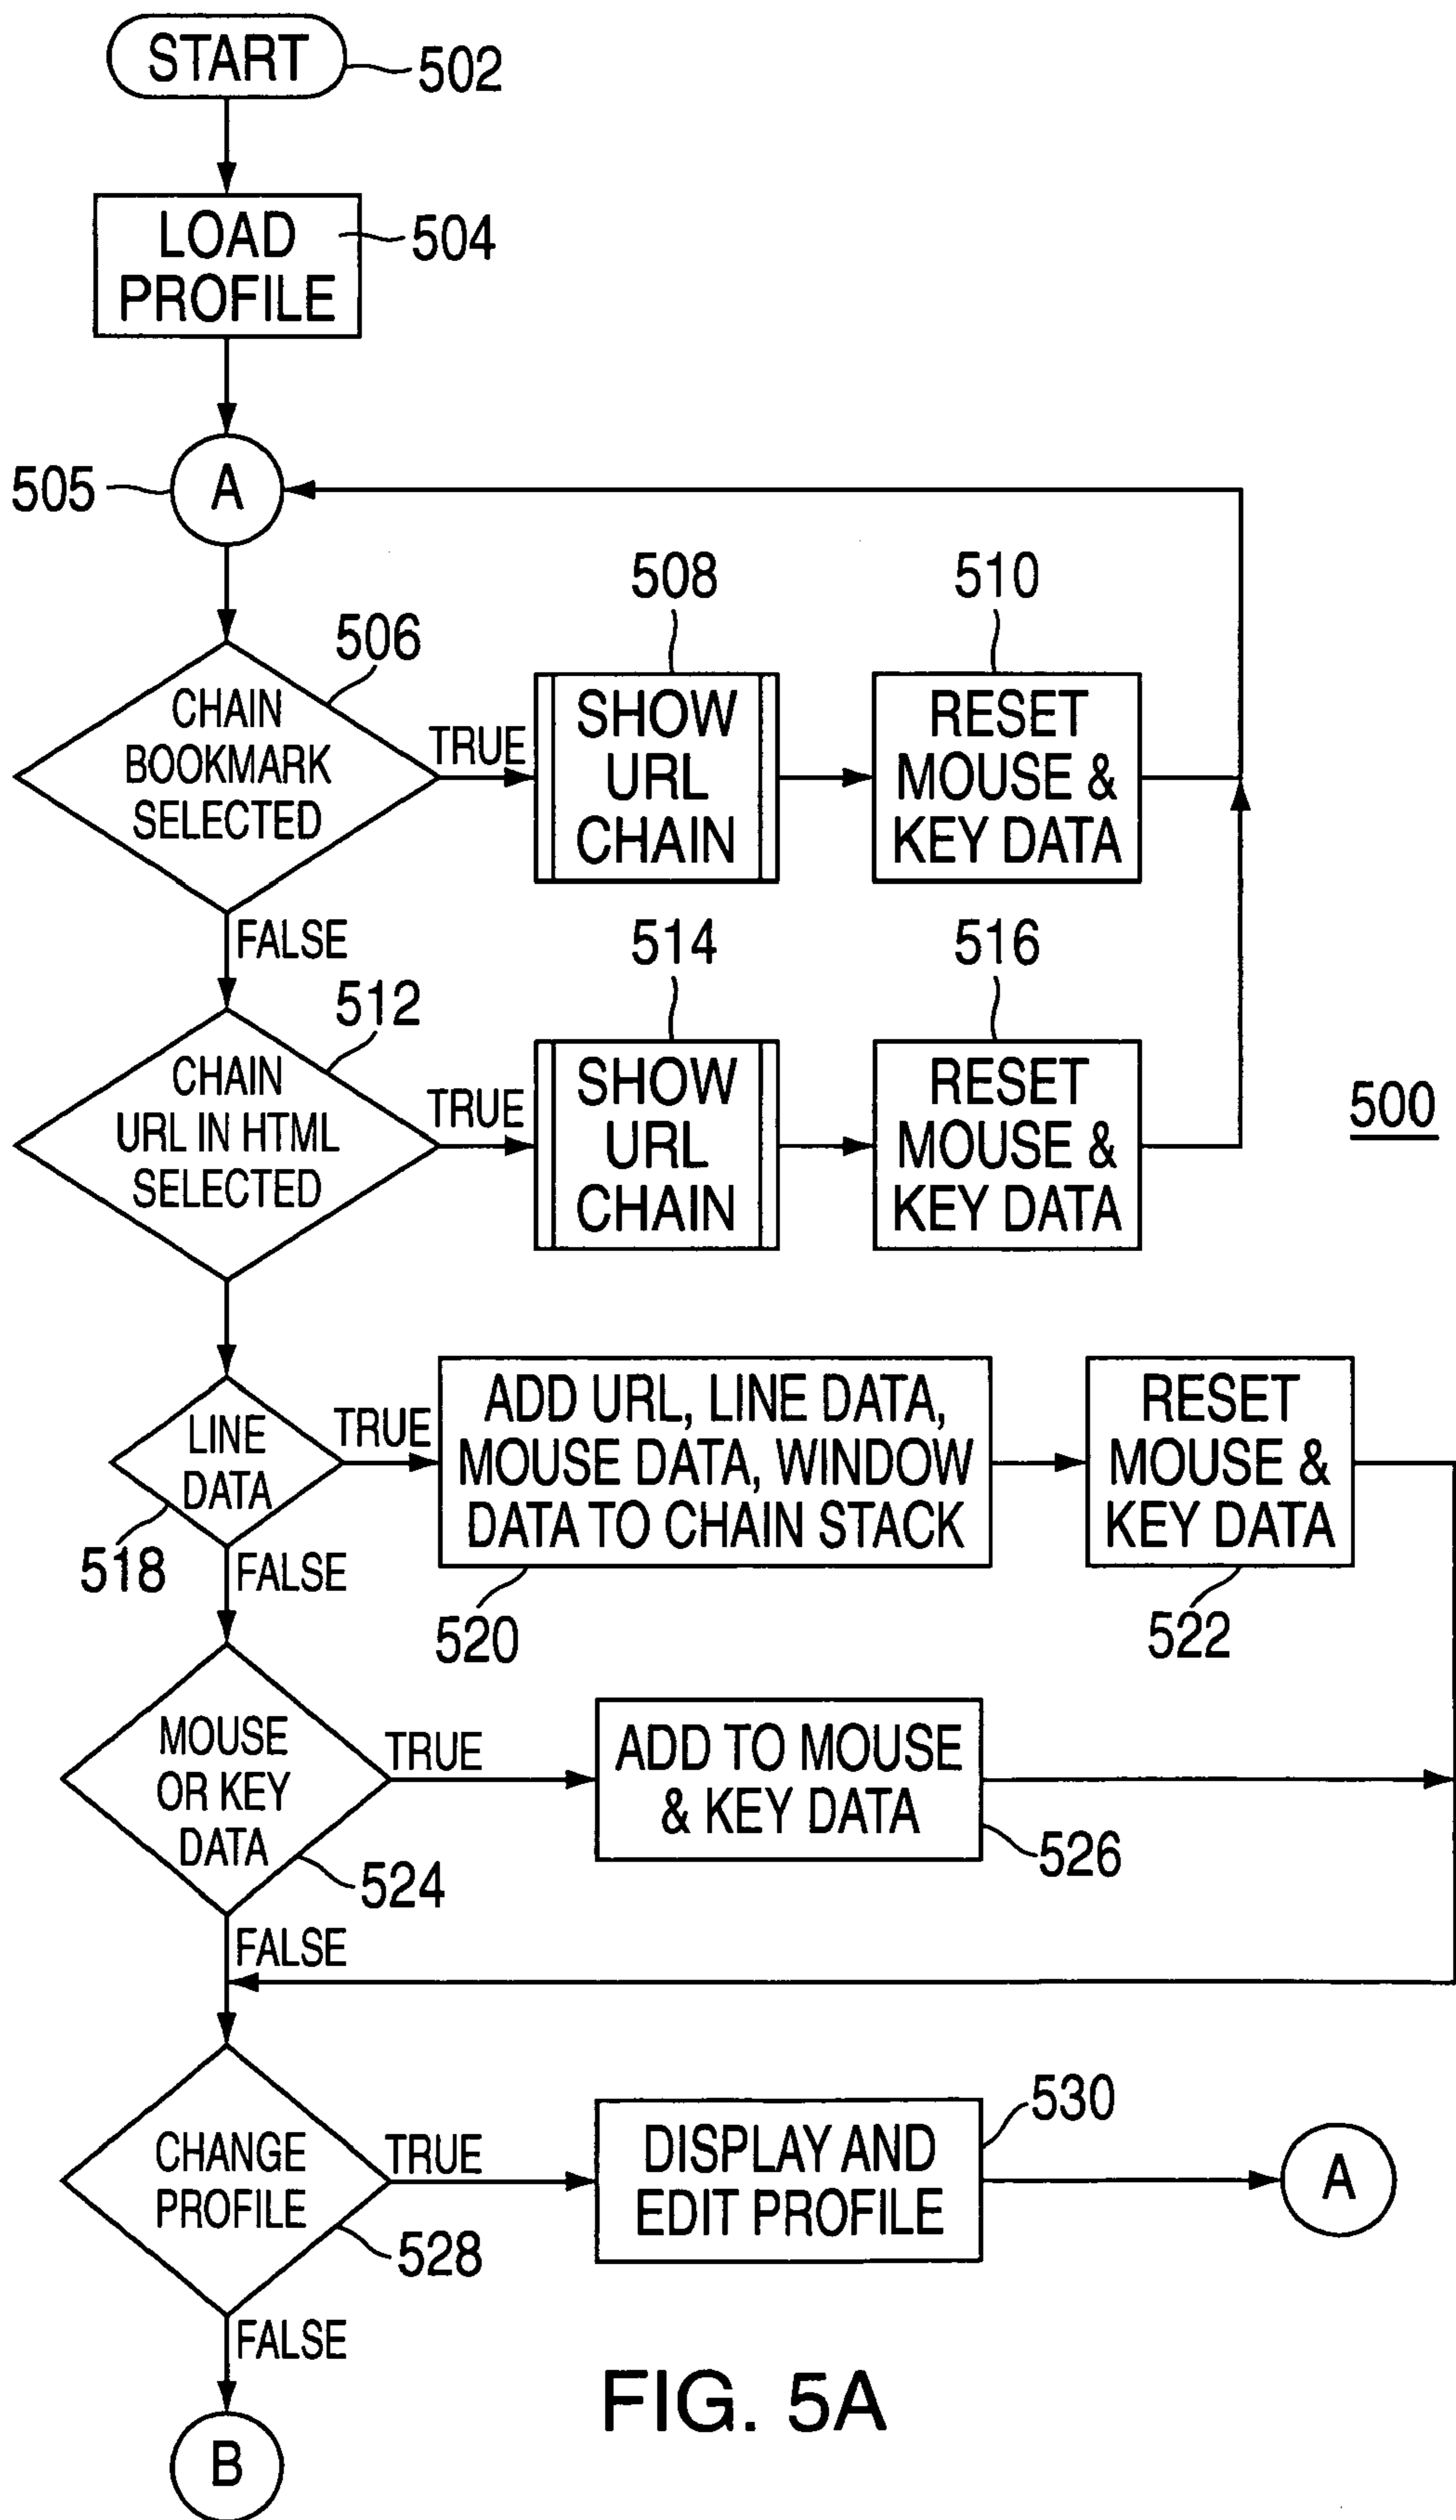 START
502
LOAD
PROFILE
504
505
A
506
CHAIN
BOOKMARK
SELECTED
TRUE
508
SHOW
URL
CHAIN
510
RESET
MOUSE &
KEY DATA
FALSE
512
CHAIN
URL IN HTML
SELECTED
TRUE
514
SHOW
URL
CHAIN
516
RESET
MOUSE &
KEY DATA
500
LINE
DATA
518
TRUE
ADD URL, LINE DATA,
MOUSE DATA, WINDOW
DATA TO CHAIN STACK
520
RESET
MOUSE &
KEY DATA
522
FALSE
MOUSE
OR KEY
DATA
524
TRUE
ADD TO MOUSE
& KEY DATA
526
FALSE
CHANGE
PROFILE
528
TRUE
DISPLAY AND
EDIT PROFILE
530
A
FALSE
B
FIG. 5A